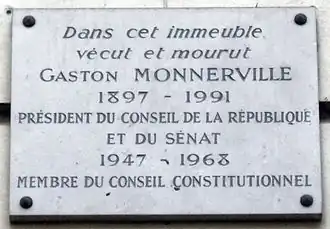 Dans cet immeuble
vécut et mourut
GASTON MONNERVILLE
1897 - 1991
PRÉSIDENT DU CONSEIL DE LA RÉPUBLIQUE
ET DU SÉNAT
1947 - 1968
MEMBRE DU CONSEIL CONSTITUTIONNEL